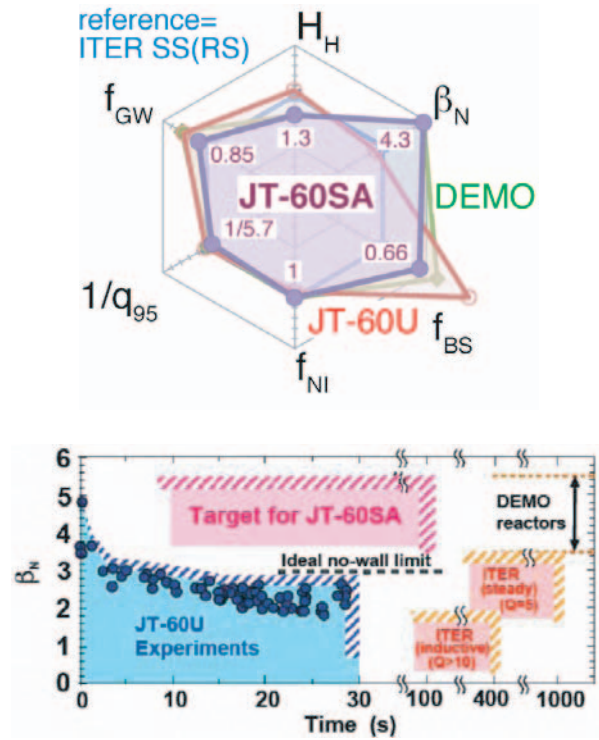 reference=
ITER SS(RS)
H_H
f_GW
β_N
0.85
1.3
4.3
JT-60SA
DEMO
1/5.7
1
0.66
1/q_95
JT-60U
f_BS
f_NI
6
5
4
3
2
1
0
β_N
Target for JT-60SA
DEMO
reactors
Ideal no-wall limit
ITER
(steady)
(Q=5)
JT-60U
Experiments
ITER
(inductive)
(Q>10)
0 10 20 30 100 400 1000
Time (s)